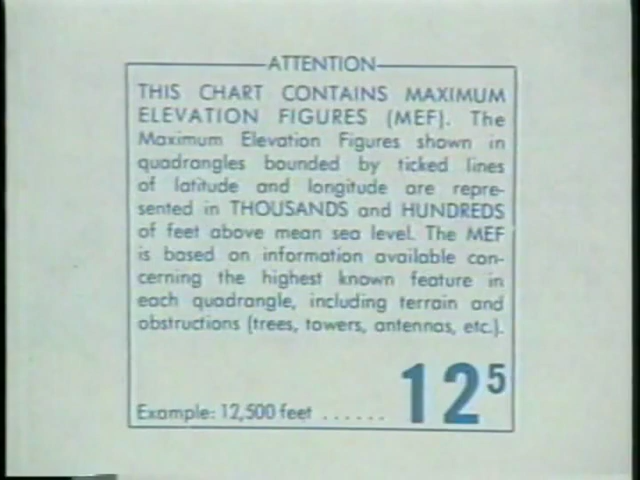 ATTENTION
THIS CHART CONTAINS MAXIMUM
ELEVATION FIGURES (MEF). The
Maximum Elevation Figures shown in
quadrangles bounded by ticked lines
of latitude and longitude are repre-
sented in THOUSANDS and HUNDREDS
of feet above mean sea level. The MEF
is based on information available con-
cerning the highest known feature in
each quadrangle, including terrain and
obstructions (trees, towers, antennas, etc.).
Example: 12,500 feet ...... 12⁵